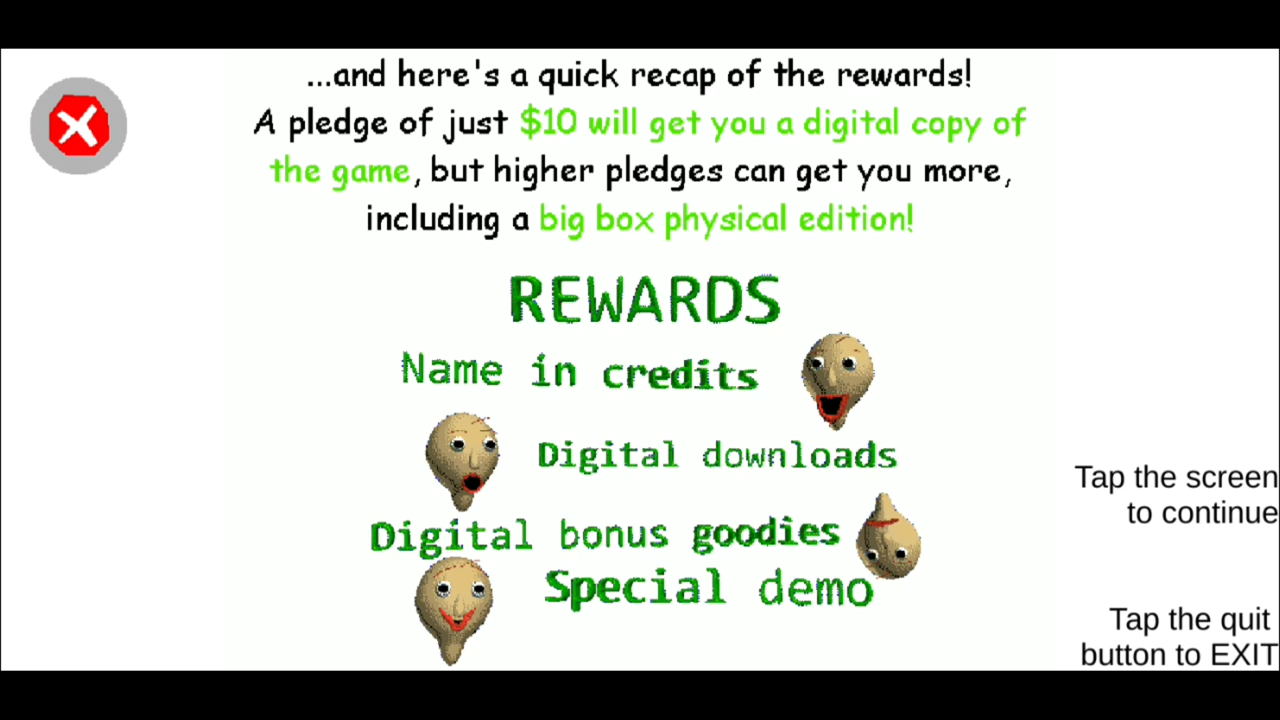 ...and here's a quick recap of the rewards!
A pledge of just $10 will get you a digital copy of
the game, but higher pledges can get you more,
including a big box physical edition!
REWARDS
Name in credits
Digital downloads
Digital bonus goodies
Special demo
Tap the screen
to continue
Tap the quit
button to EXIT